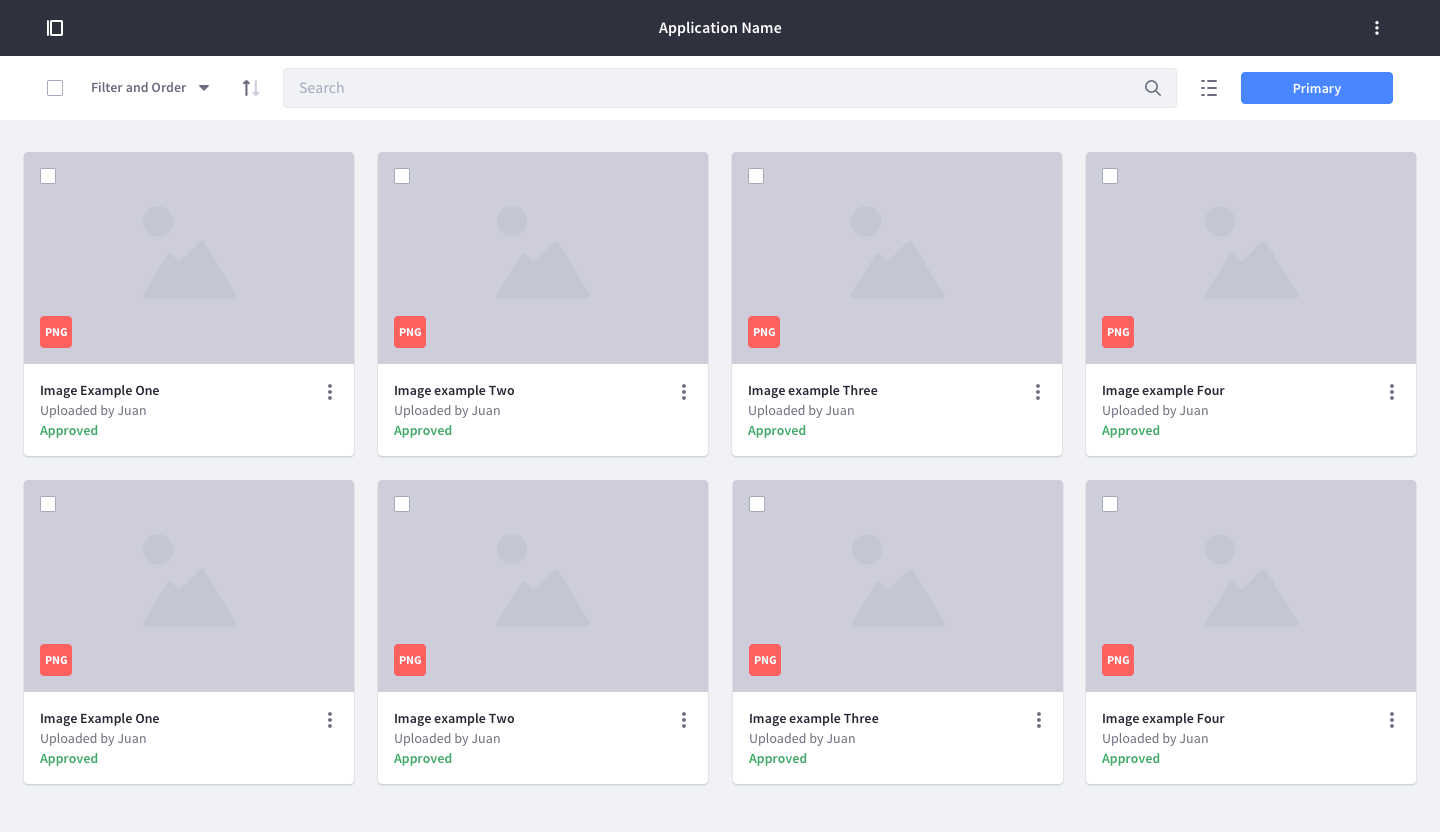 Application Name
Filter and Order
Search
Primary
PNG
PNG
PNG
PNG
Image Example One
Uploaded by Juan
Approved
Image example Two
Uploaded by Juan
Approved
Image example Three
Uploaded by Juan
Approved
Image example Four
Uploaded by Juan
Approved
PNG
PNG
PNG
PNG
Image Example One
Uploaded by Juan
Approved
Image example Two
Uploaded by Juan
Approved
Image example Three
Uploaded by Juan
Approved
Image example Four
Uploaded by Juan
Approved